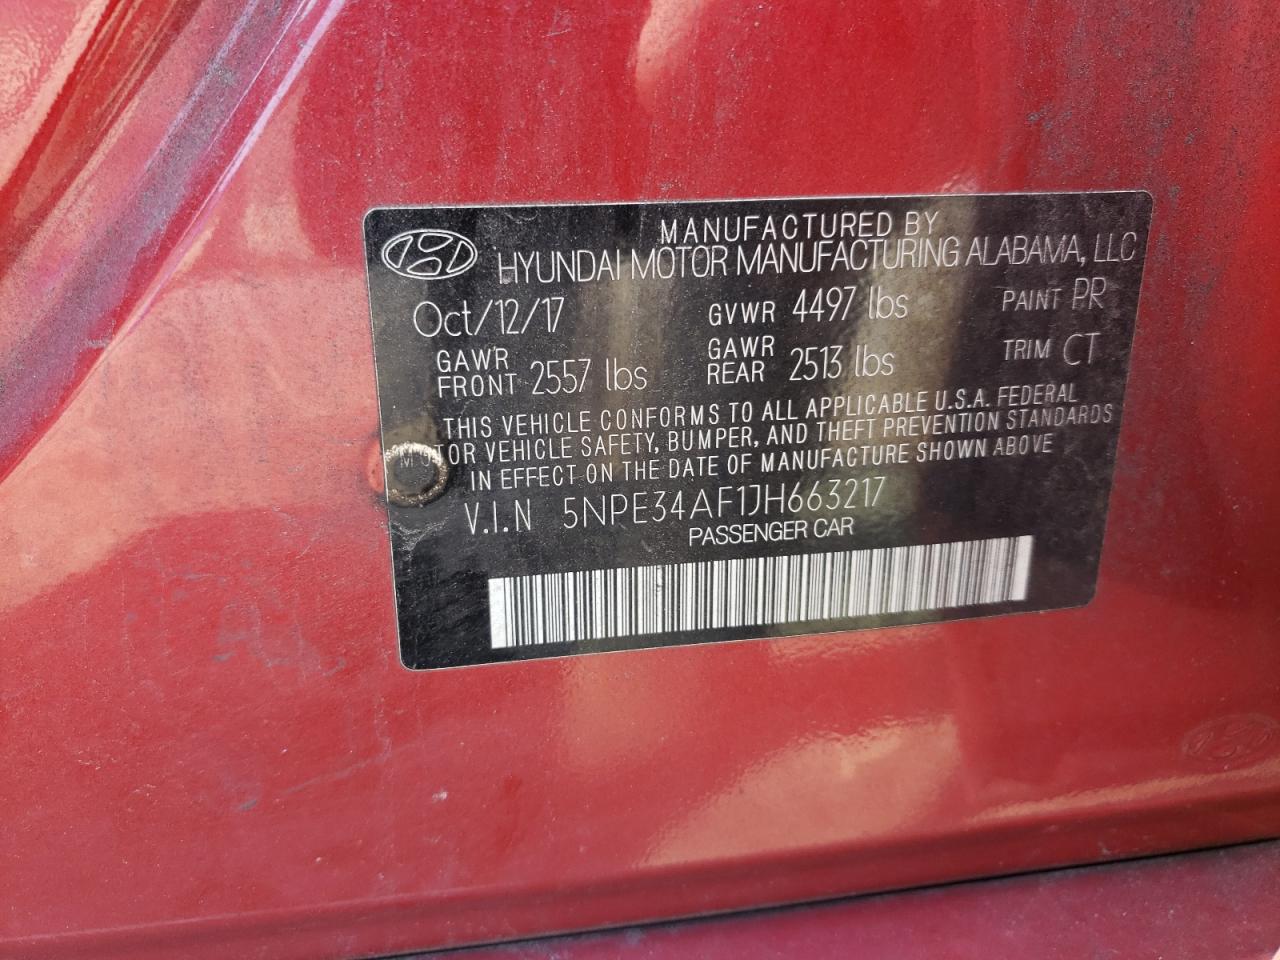 MANUFACTURED BY
HYUNDAI MOTOR MANUFACTURING ALABAMA, LLC
Oct/12/17 GVWR 4497 lbs PAINT PR
GAWR FRONT 2557 lbs GAWR REAR 2513 lbs TRIM CT
THIS VEHICLE CONFORMS TO ALL APPLICABLE U.S.A. FEDERAL
MOTOR VEHICLE SAFETY, BUMPER, AND THEFT PREVENTION STANDARDS
IN EFFECT ON THE DATE OF MANUFACTURE SHOWN ABOVE
V.I.N 5NPE34AF1JH663217
PASSENGER CAR